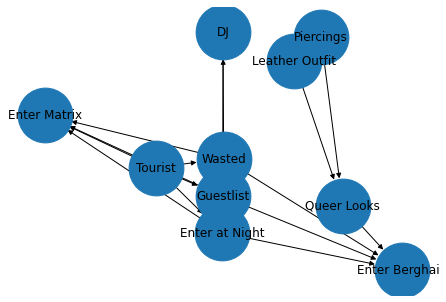 DJ
Piercings
Leather Outfit
Enter Matrix
Wasted
Tourist
Guestlist
Queer Looks
Enter at Night
Enter Berghai